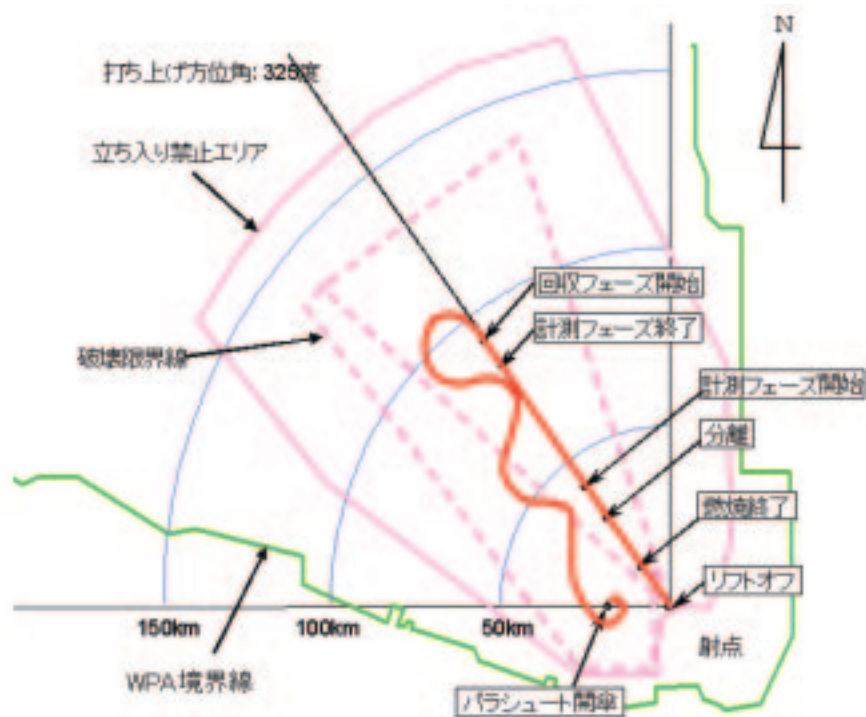 N
打ち上げ方位角: 325度
立ち入り禁止エリア
回収フェーズ開始
計測フェーズ終了
破壊限界線
計測フェーズ開始
分離
燃焼終了
リフトオフ
150km
100km
50km
射点
WPA境界線
パラシュート開傘